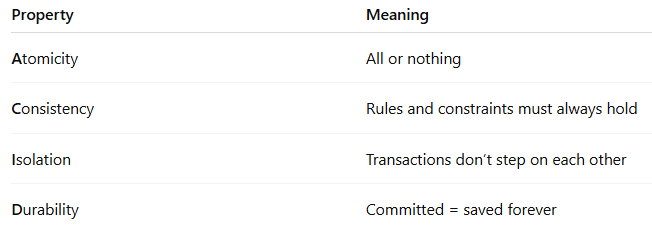 Property Meaning
Atomicity All or nothing
Consistency Rules and constraints must always hold
Isolation Transactions don’t step on each other
Durability Committed = saved forever